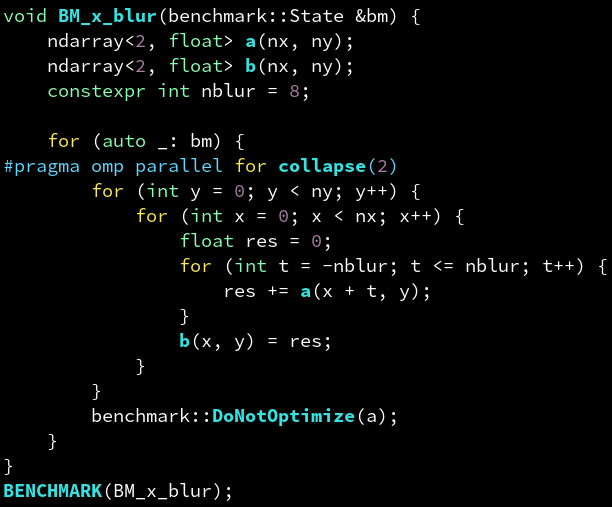 void BM_x_blur(benchmark::State &bm) {
    ndarray<2, float> a(nx, ny);
    ndarray<2, float> b(nx, ny);
    constexpr int nblur = 8;

    for (auto _: bm) {
#pragma omp parallel for collapse(2)
        for (int y = 0; y < ny; y++) {
            for (int x = 0; x < nx; x++) {
                float res = 0;
                for (int t = -nblur; t <= nblur; t++) {
                    res += a(x + t, y);
                }
                b(x, y) = res;
            }
        }
        benchmark::DoNotOptimize(a);
    }
}
BENCHMARK(BM_x_blur);